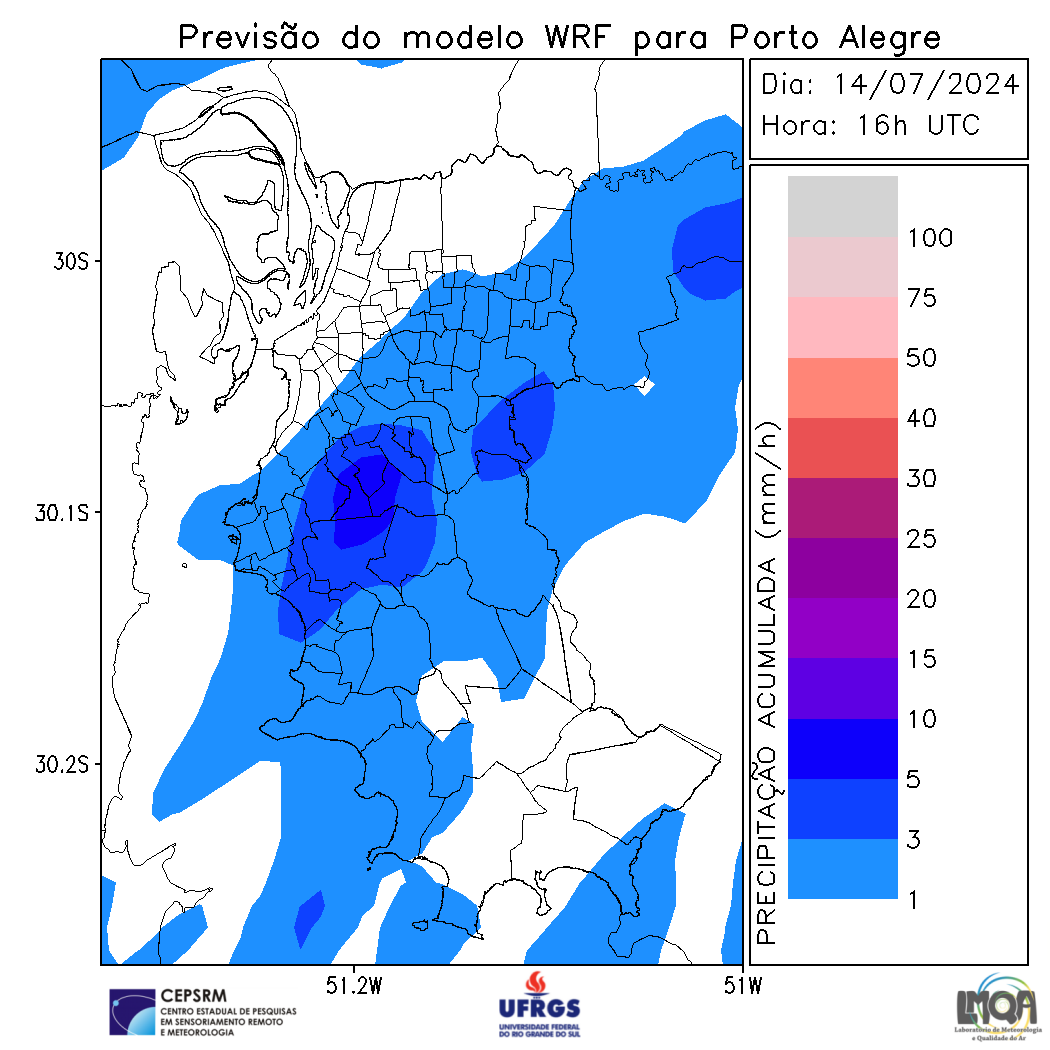 Previsão do modelo WRF para Porto Alegre
Dia: 14/07/2024
Hora: 16h UTC
30S
30.1S
30.2S
51.2W
51W
PRECIPITAÇÃO ACUMULADA (mm/h)
100
75
50
40
30
25
20
15
10
5
3
1
CEPSRM
CENTRO ESTADUAL DE PESQUISAS
EM SENSORIAMENTO REMOTO
E METEOROLOGIA
UFRGS
UNIVERSIDADE FEDERAL
DO RIO GRANDE DO SUL
LMQA
Laboratório de Meteorologia
e Qualidade do Ar